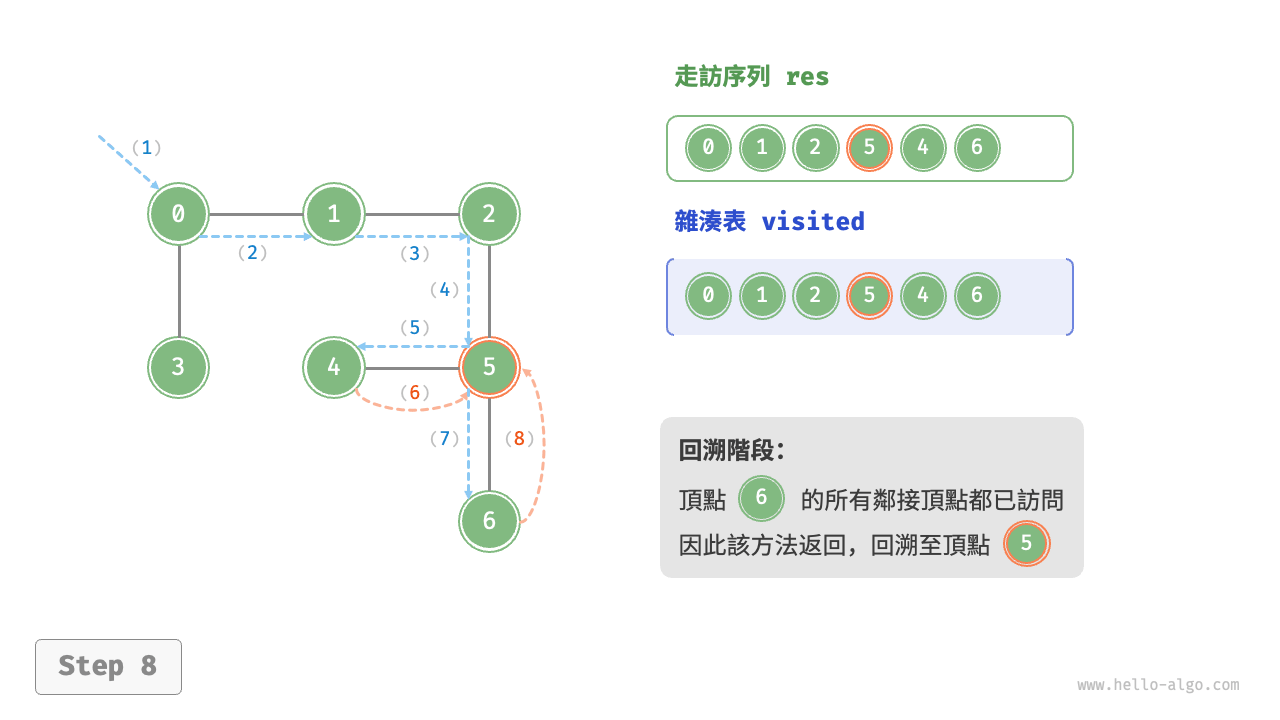 走訪序列 res
0 1 2 5 4 6
雜湊表 visited
0 1 2 5 4 6
(1)
0 1 2
(2) (3)
(4)
(5)
3 4 5
(6)
(7) (8)
6
回溯階段：
頂點 6 的所有鄰接頂點都已訪問
因此該方法返回，回溯至頂點 5
Step 8
www.hello-algo.com